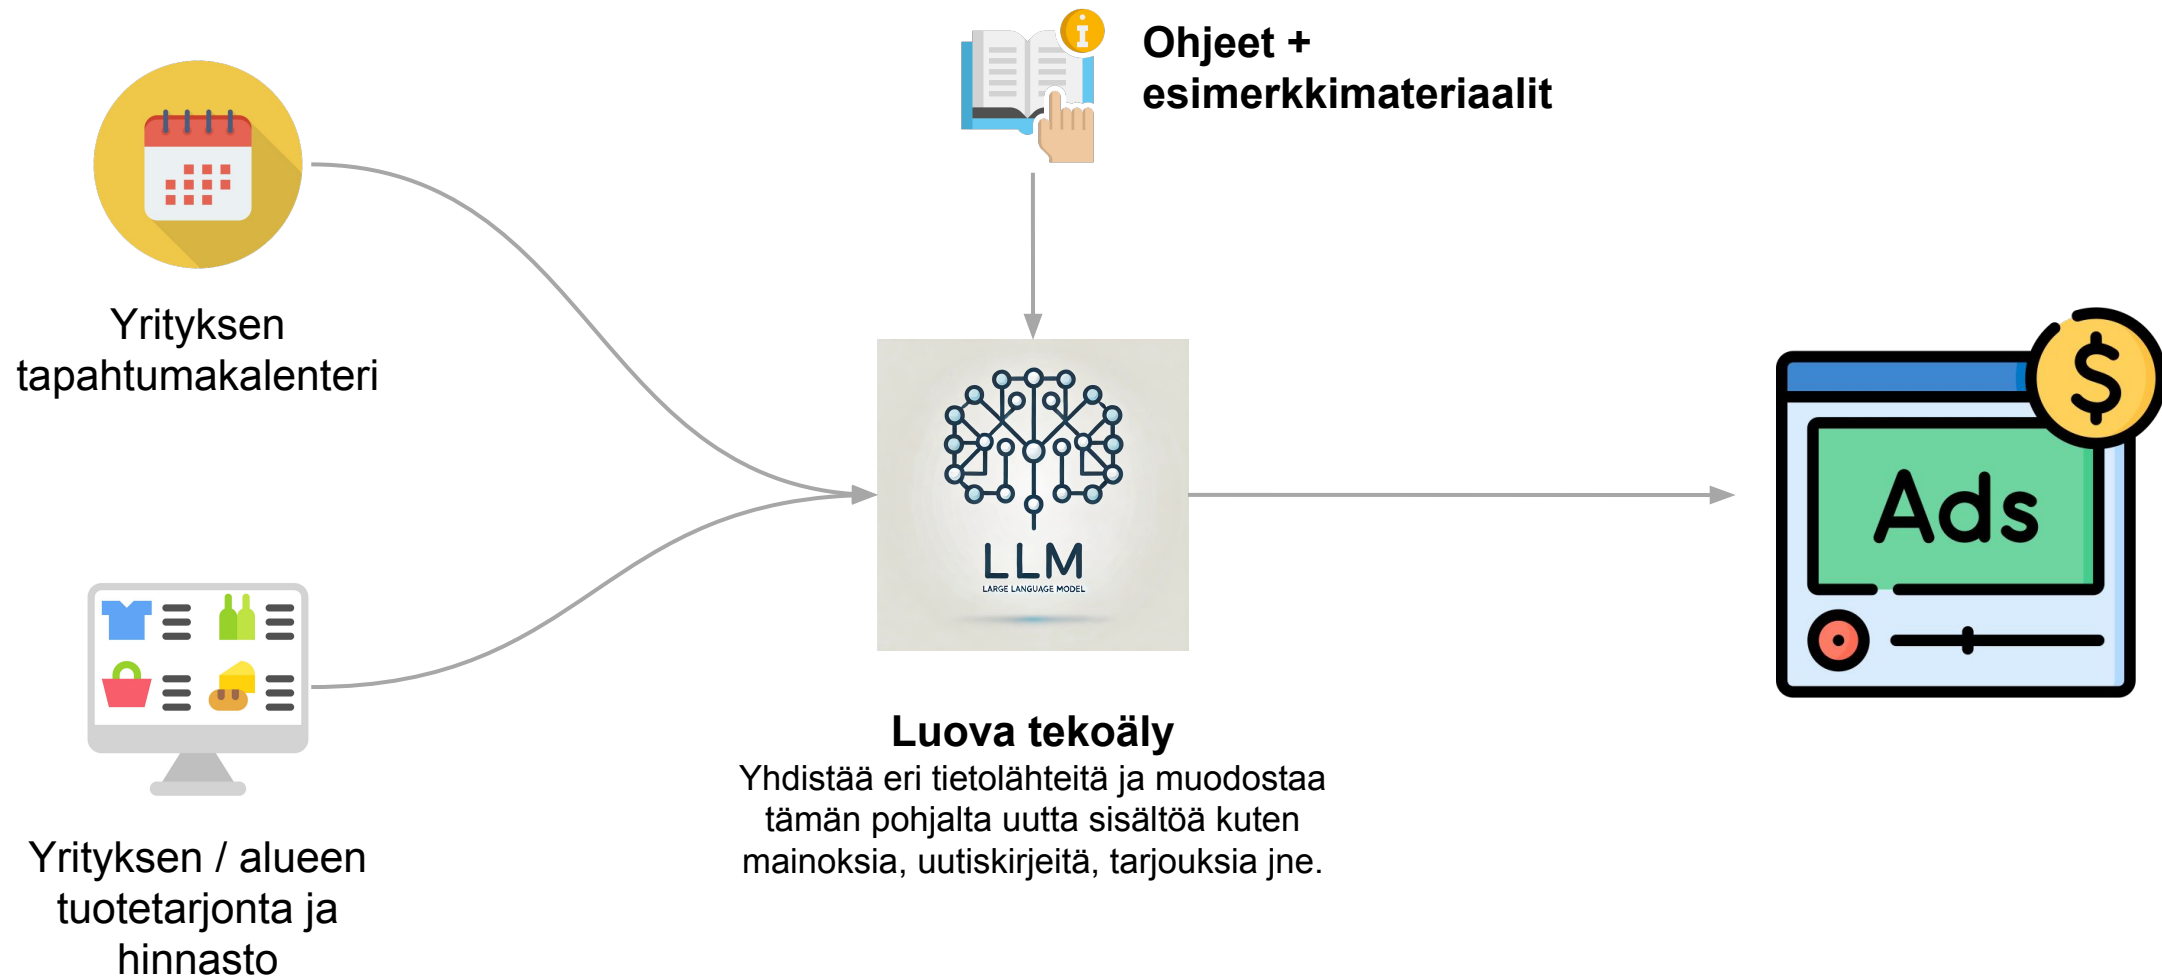 Ohjeet +
esimerkkimateriaalit
Yrityksen
tapahtumakalenteri
LLM
LARGE LANGUAGE MODEL
$
Ads
Luova tekoäly
Yhdistää eri tietolähteitä ja muodostaa
tämän pohjalta uutta sisältöä kuten
mainoksia, uutiskirjeitä, tarjouksia jne.
Yrityksen / alueen
tuotetarjonta ja
hinnasto